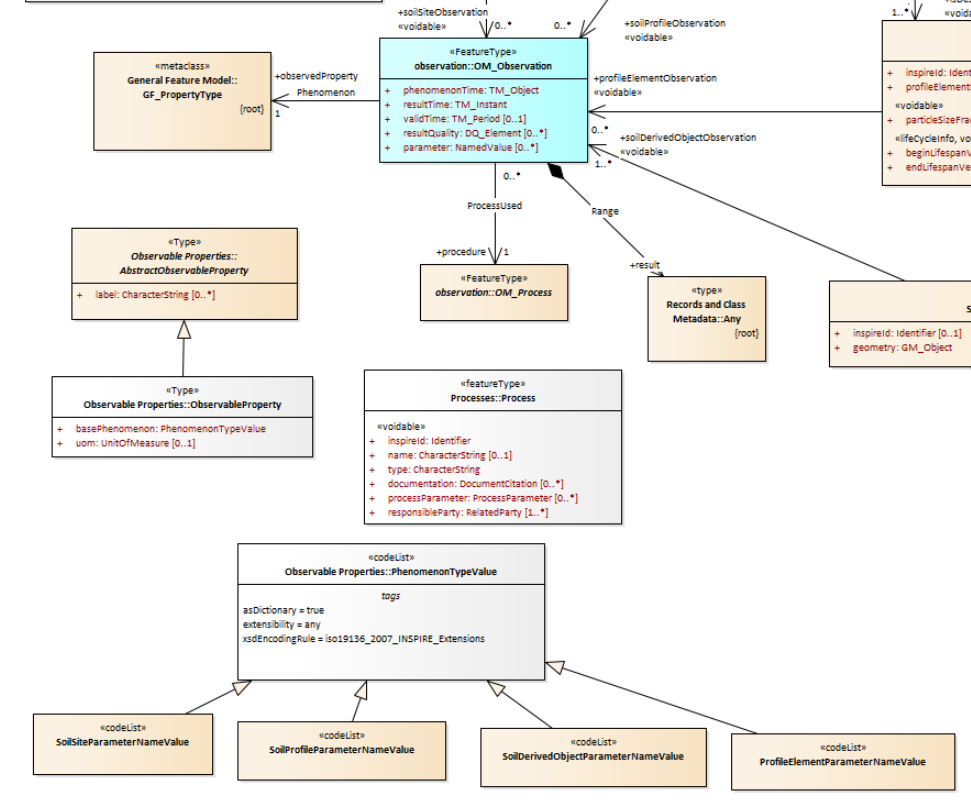 +soilSiteObservation
«voidable»
0..*
0..*
+soilProfileObservation
«voidable»
1..*
«FeatureType»
observation::OM_Observation
+ phenomenonTime: TM_Object
+ resultTime: TM_Instant
+ validTime: TM_Period [0..1]
+ resultQuality: DQ_Element [0..*]
+ parameter: NamedValue [0..*]
«metaclass»
General Feature Model::
GF_PropertyType
{root}
+observedProperty
Phenomenon
1
+profileElementObservation
«voidable»
0..*
+soilDerivedObjectObservation
«voidable»
1..*
+ inspireId: Ident
+ profileElement
«voidable»
+ particleSizeFra
«lifeCycleInfo, vo
+ beginLifespanV
+ endLifespanVe
0..*
ProcessUsed
+procedure
1
Range
+result
«Type»
Observable Properties::
AbstractObservableProperty
+ label: CharacterString [0..*]
«FeatureType»
observation::OM_Process
«type»
Records and Class
Metadata::Any
{root}
S
+ inspireId: Identifier [0..1]
+ geometry: GM_Object
«Type»
Observable Properties::ObservableProperty
+ basePhenomenon: PhenomenonTypeValue
+ uom: UnitOfMeasure [0..1]
«featureType»
Processes::Process
«voidable»
+ inspireId: Identifier
+ name: CharacterString [0..1]
+ type: CharacterString
+ documentation: DocumentCitation [0..*]
+ processParameter: ProcessParameter [0..*]
+ responsibleParty: RelatedParty [1..*]
«codeList»
Observable Properties::PhenomenonTypeValue
tags
asDictionary = true
extensibility = any
xsdEncodingRule = iso19136_2007_INSPIRE_Extensions
«codeList»
SoilSiteParameterNameValue
«codeList»
SoilProfileParameterNameValue
«codeList»
SoilDerivedObjectParameterNameValue
«codeList»
ProfileElementParameterNameValue